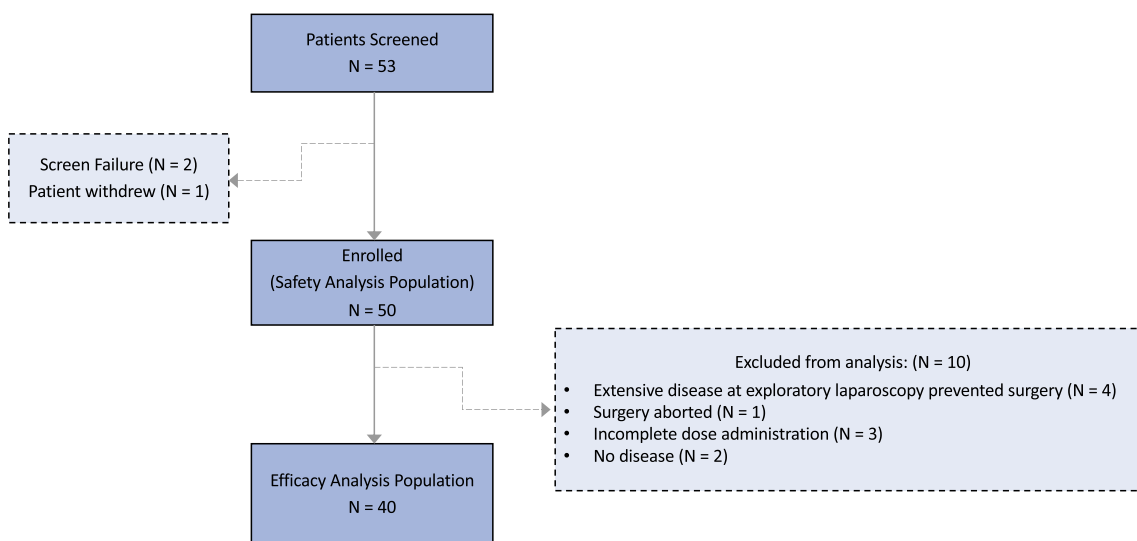 Patients Screened
N = 53
Screen Failure (N = 2)
Patient withdrew (N = 1)
Enrolled
(Safety Analysis Population)
N = 50
Excluded from analysis: (N = 10)
• Extensive disease at exploratory laparoscopy prevented surgery (N = 4)
• Surgery aborted (N = 1)
• Incomplete dose administration (N = 3)
• No disease (N = 2)
Efficacy Analysis Population
N = 40